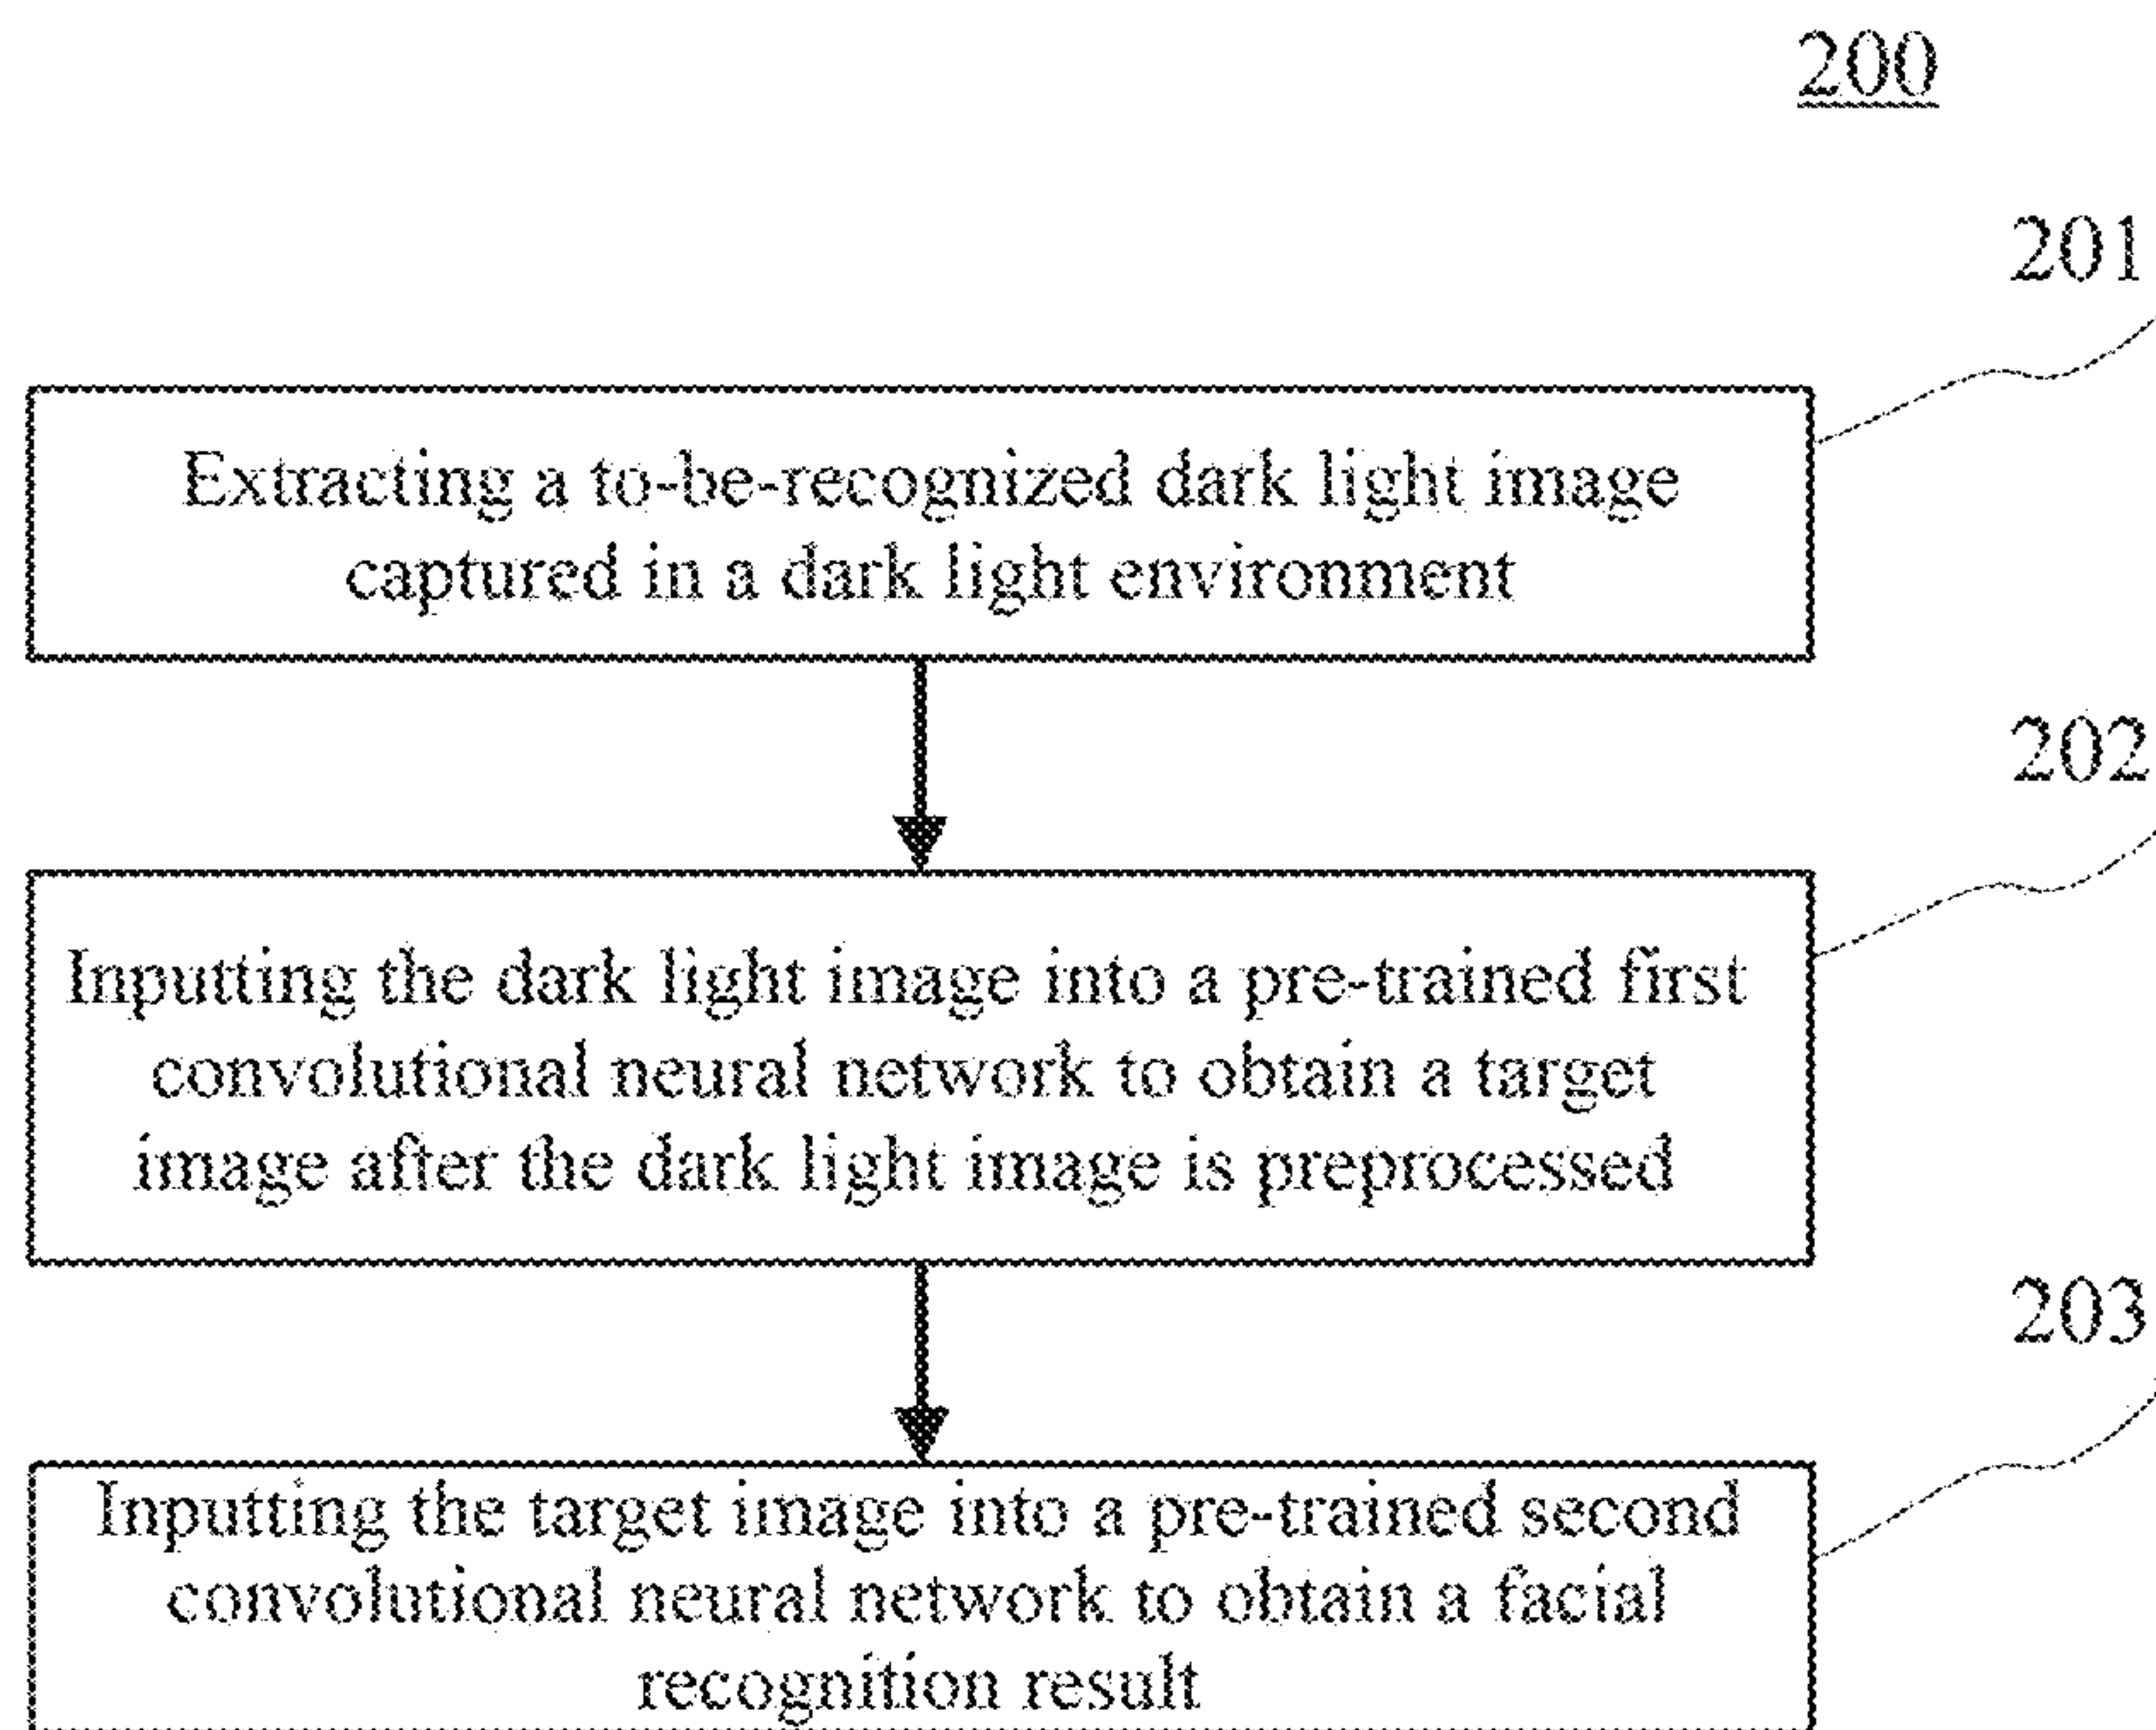 200
201
Extracting a to-be-recognized dark light image
captured in a dark light environment
202
Inputting the dark light image into a pre-trained first
convolutional neural network to obtain a target
image after the dark light image is preprocessed
203
Inputting the target image into a pre-trained second
convolutional neural network to obtain a facial
recognition result